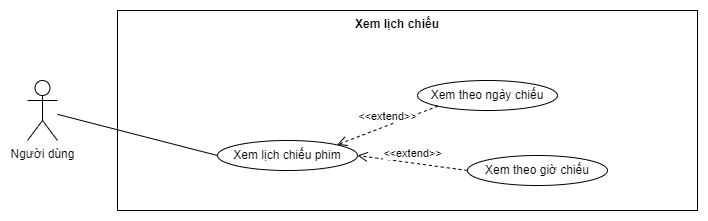 Xem lịch chiếu
Xem theo ngày chiếu
<<extend>>
Người dùng
Xem lịch chiếu phim
<<extend>>
Xem theo giờ chiếu